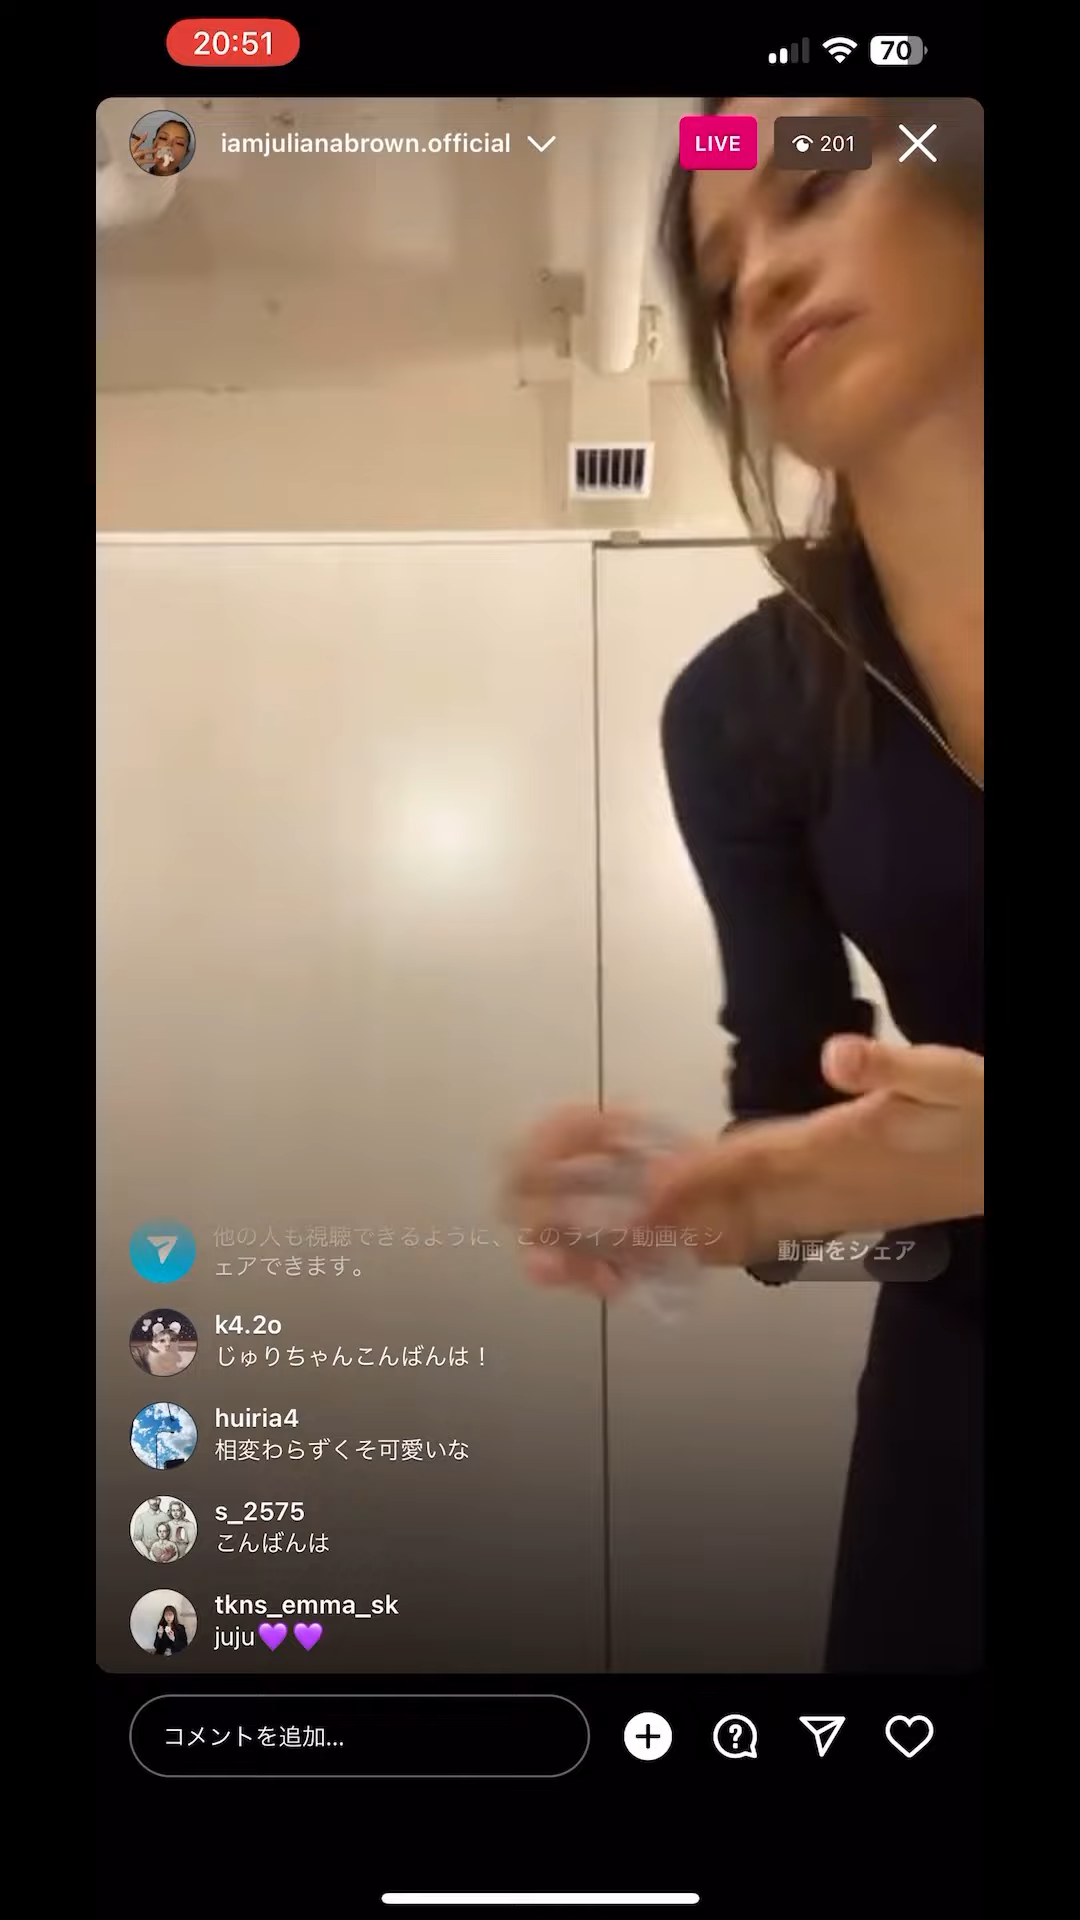 20:51
70
iamjulianabrown.official
LIVE
201
他の人も視聴できるように、このライブ動画をシ
ェアできます。
動画をシェア
k4.2o
じゅりちゃんこんばんは！
huiria4
相変わらずくそ可愛いな
s_2575
こんばんは
tkns_emma_sk
juju💜💜
コメントを追加...